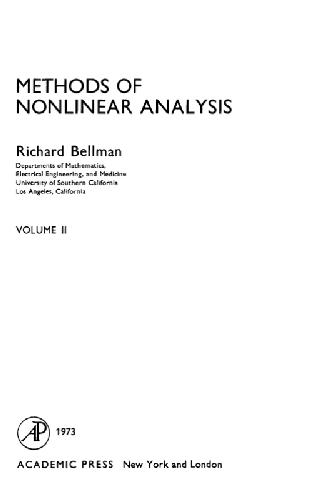 METHODS OF
NONLINEAR ANALYSIS
Richard Bellman
Departments of Mathematics,
Electrical Engineering, and Medicine
University of Southern California
Los Angeles, California
VOLUME II
AP 1973
ACADEMIC PRESS New York and London